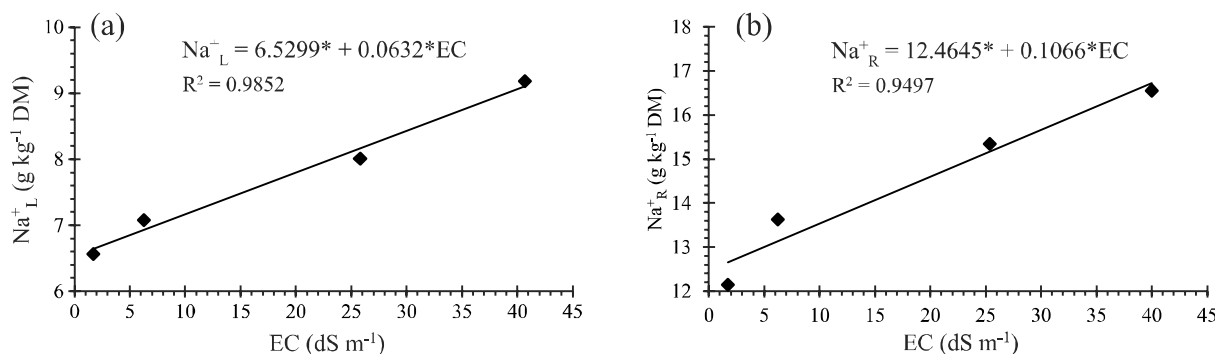 (a)
Na⁺L = 6.5299* + 0.0632*EC
R² = 0.9852
10
9
8
7
6
Na⁺L (g kg⁻¹ DM)
0 5 10 15 20 25 30 35 40 45
EC (dS m⁻¹)
(b)
Na⁺R = 12.4645* + 0.1066*EC
R² = 0.9497
18
17
16
15
14
13
12
Na⁺R (g kg⁻¹ DM)
0 5 10 15 20 25 30 35 40 45
EC (dS m⁻¹)